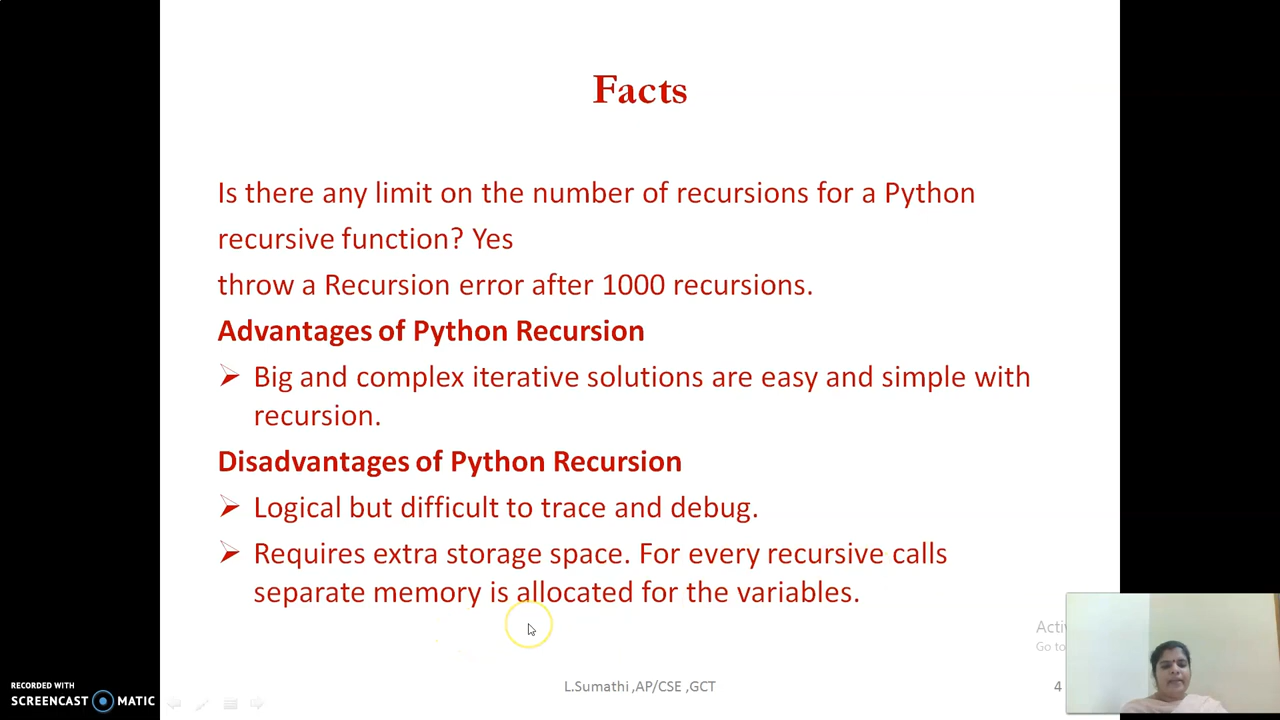 Facts
Is there any limit on the number of recursions for a Python
recursive function? Yes
throw a Recursion error after 1000 recursions.
Advantages of Python Recursion
Big and complex iterative solutions are easy and simple with
recursion.
Disadvantages of Python Recursion
Logical but difficult to trace and debug.
Requires extra storage space. For every recursive calls
separate memory is allocated for the variables.
Go to
L.Sumathi ,AP/CSE ,GCT
4
RECORDED WITH
SCREENCAST MATIC